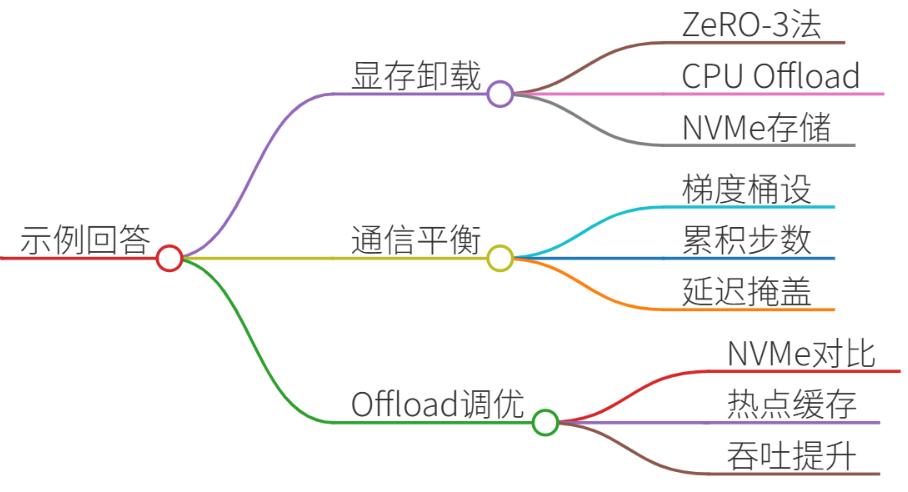 示例回答
显存卸载
ZeRO-3法
CPU Offload
NVMe存储
通信平衡
梯度桶设
累积步数
延迟掩盖
Offload调优
NVMe对比
热点缓存
吞吐提升